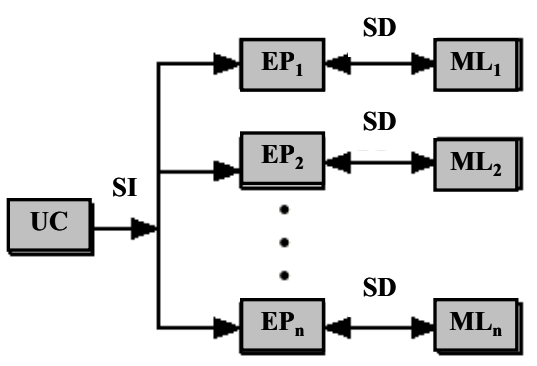 SD
EP₁ ML₁
SD
EP₂ ML₂
SI
UC
SD
EPₙ MLₙ